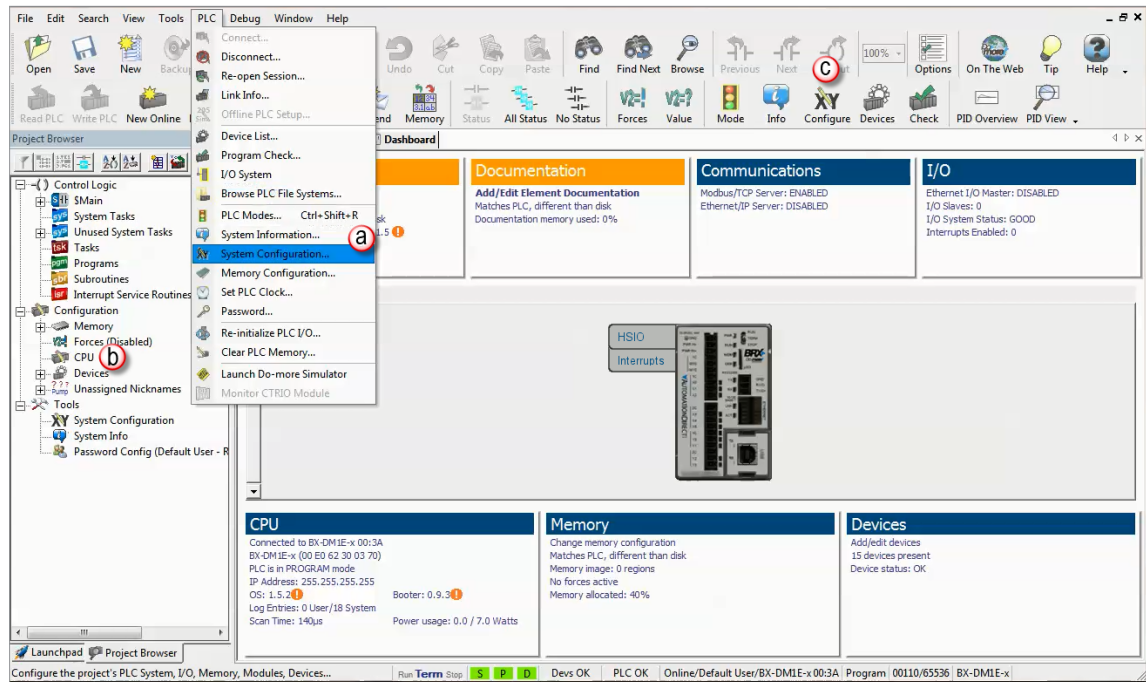 File Edit Search View Tools PLC Debug Window Help
Open Save New Backup Undo Cut Copy Paste Find Find Next Browse Previous Next 100% Options On The Web Tip Help
Read PLC Write PLC New Online Memory Status All Status No Status Forces Value Mode Info Configure Devices Check PID Overview PID View
c
Project Browser
Dashboard
Connect...
Disconnect...
Re-open Session...
Link Info...
Offline PLC Setup...
Device List...
Program Check...
I/O System
Browse PLC File Systems...
PLC Modes... Ctrl+Shift+R
System Information...
a
System Configuration...
Memory Configuration...
Set PLC Clock...
Password...
Re-initialize PLC I/O...
Clear PLC Memory...
Launch Do-more Simulator
Monitor CTRIO Module
Control Logic
$Main
System Tasks
Unused System Tasks
Tasks
Programs
Subroutines
Interrupt Service Routines
Configuration
Memory
Forces (Disabled)
CPU
b
Devices
Unassigned Nicknames
Tools
System Configuration
System Info
Password Config (Default User - R
Documentation
Add/Edit Element Documentation
Matches PLC, different than disk
Documentation memory used: 0%
Communications
Modbus/TCP Server: ENABLED
Ethernet/IP Server: DISABLED
I/O
Ethernet I/O Master: DISABLED
I/O Slaves: 0
I/O System Status: GOOD
Interrupts Enabled: 0
HSIO
Interrupts
BRX
AUTOMATIONDIRECT
CPU
Connected to BX-DM1E-x 00:3A
BX-DM1E-x (00 E0 62 30 03 70)
PLC is in PROGRAM mode
IP Address: 255.255.255.255
OS: 1.5.2 Booter: 0.9.3
Log Entries: 0 User/18 System
Scan Time: 140µs Power usage: 0.0 / 7.0 Watts
Memory
Change memory configuration
Matches PLC, different than disk
Memory image: 0 regions
No forces active
Memory allocated: 40%
Devices
Add/edit devices
15 devices present
Device status: OK
Launchpad Project Browser
Configure the project's PLC System, I/O, Memory, Modules, Devices... Run Term Stop S P D Devs OK PLC OK Online/Default User/BX-DM1E-x 00:3A Program 00110/65536 BX-DM1E-x